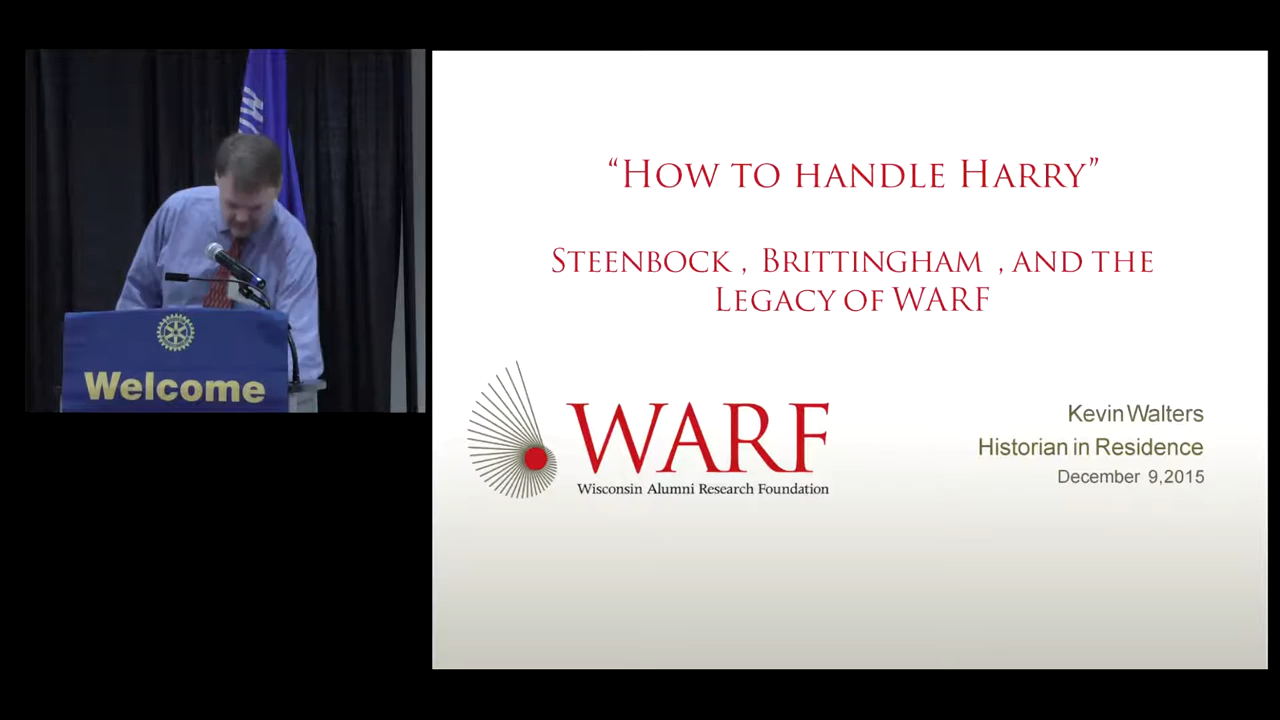 Welcome
“HOW TO HANDLE HARRY”
STEENBOCK , BRITTINGHAM , AND THE
LEGACY OF WARF
WARF
Wisconsin Alumni Research Foundation
Kevin Walters
Historian in Residence
December 9,2015